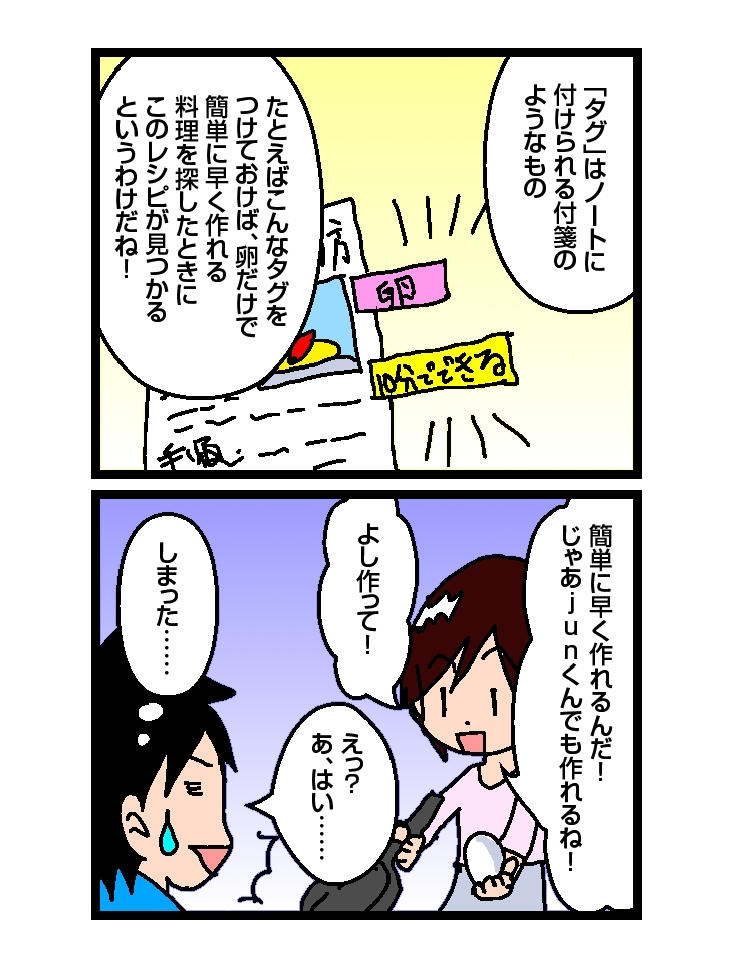 「タグ」はノートに
付けられる付箋の
ようなもの
たとえばこんなタグを
つけておけば、卵だけで
簡単に早く作れる
料理を探したときに
このレシピが見つかる
というわけだね！
方
卵
10分でできる
手順
簡単に早く作れるんだ！
じゃあjunくんでも作れるね！
よし作って！
えっ？
あ、はい……
しまった……